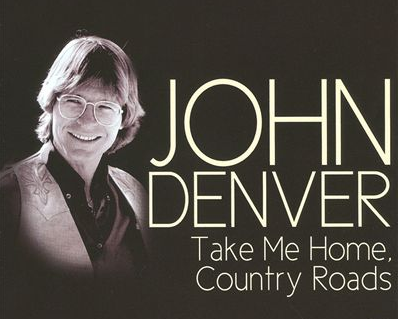 JOHN
DENVER
Take Me Home,
Country Roads